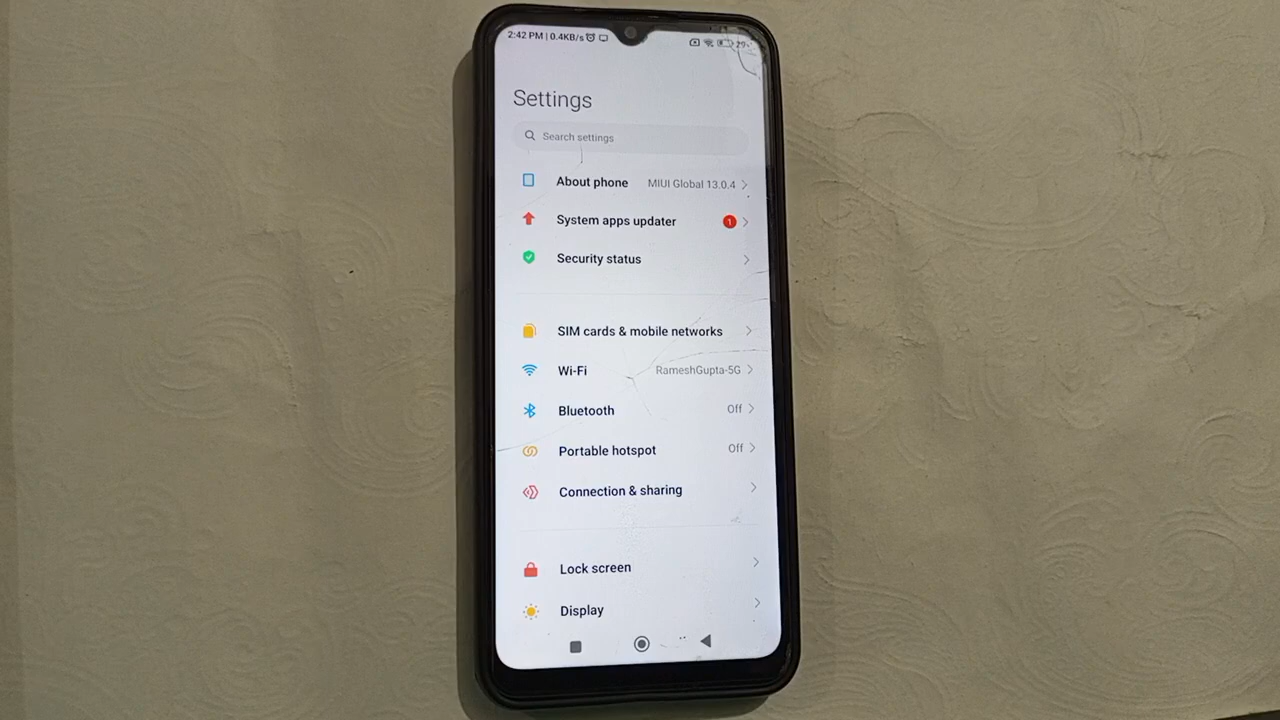 2:42 PM | 0.4KB/s
29
Settings
Search settings
About phone MIUI Global 13.0.4
System apps updater 1
Security status
SIM cards & mobile networks
Wi-Fi RameshGupta-5G
Bluetooth Off
Portable hotspot Off
Connection & sharing
Lock screen
Display